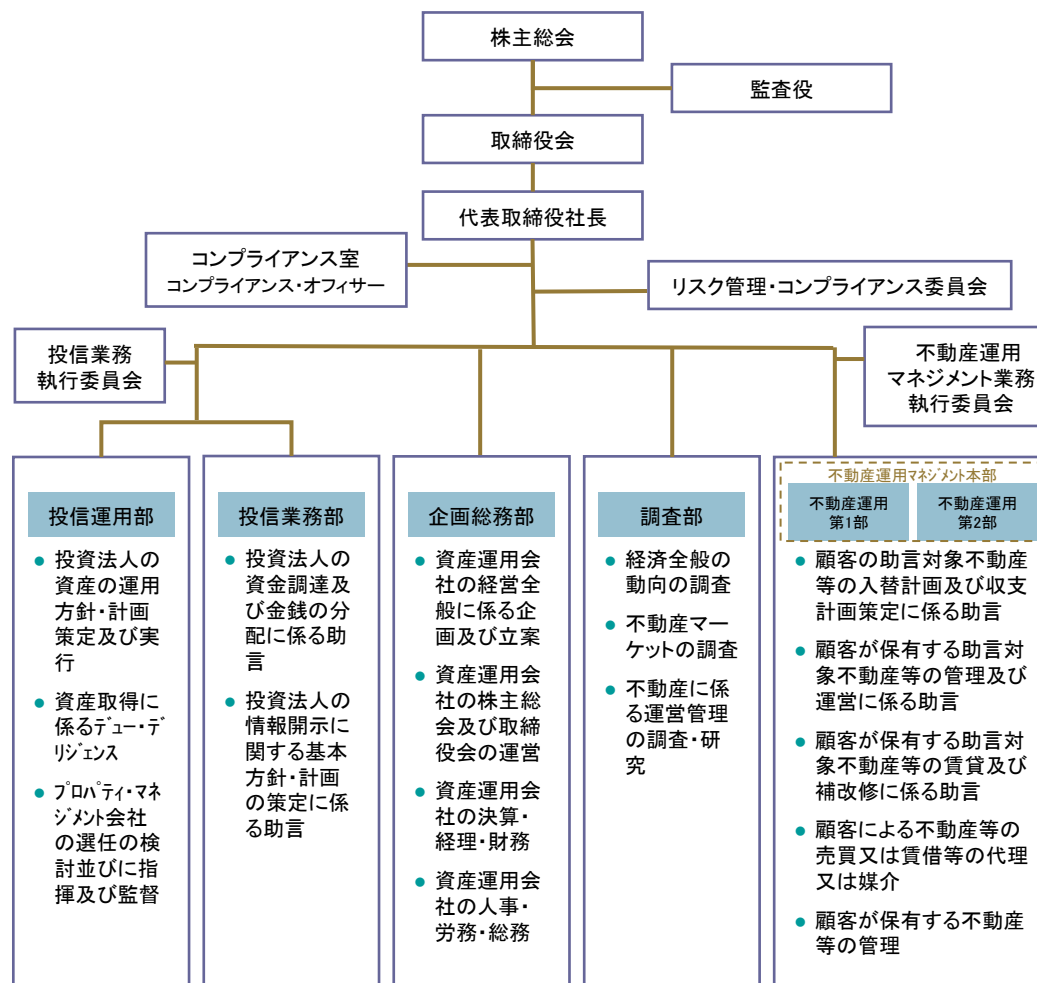 株主総会
監査役
取締役会
代表取締役社長
コンプライアンス室
コンプライアンス・オフィサー
リスク管理・コンプライアンス委員会
投信業務
執行委員会
不動産運用
マネジメント業務
執行委員会
投信運用部
● 投資法人の
資産の運用
方針・計画
策定及び実
行
● 資産取得に
係るデュー・デ
リジェンス
● プロパティ・マネ
ジメント会社
の選任の検
討並びに指
揮及び監督
投信業務部
● 投資法人の
資金調達及
び金銭の分
配に係る助
言
● 投資法人の
情報開示に
関する基本
方針・計画
の策定に係
る助言
企画総務部
● 資産運用会
社の経営全
般に係る企
画及び立案
● 資産運用会
社の株主総
会及び取締
役会の運営
● 資産運用会
社の決算・
経理・財務
● 資産運用会
社の人事・
労務・総務
調査部
● 経済全般の
動向の調査
● 不動産マー
ケットの調査
● 不動産に係
る運営管理
の調査・研
究
不動産運用マネジメント本部
不動産運用
第1部
不動産運用
第2部
● 顧客の助言対象不動産
等の入替計画及び収支
計画策定に係る助言
● 顧客が保有する助言対
象不動産等の管理及び
運営に係る助言
● 顧客が保有する助言対
象不動産等の賃貸及び
補改修に係る助言
● 顧客による不動産等の
売買又は賃借等の代理
又は媒介
● 顧客が保有する不動産
等の管理